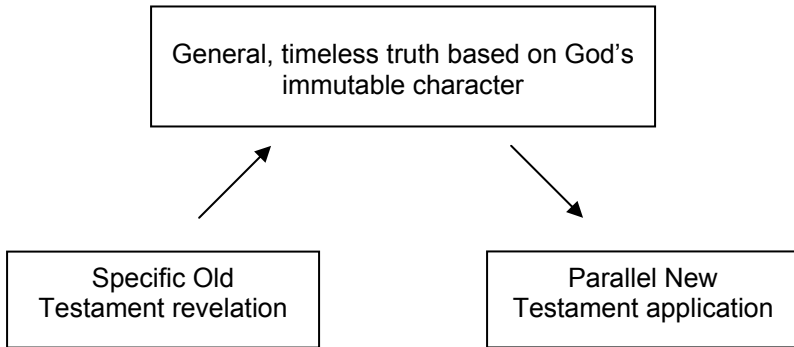 General, timeless truth based on God’s
immutable character
Specific Old
Testament revelation
Parallel New
Testament application